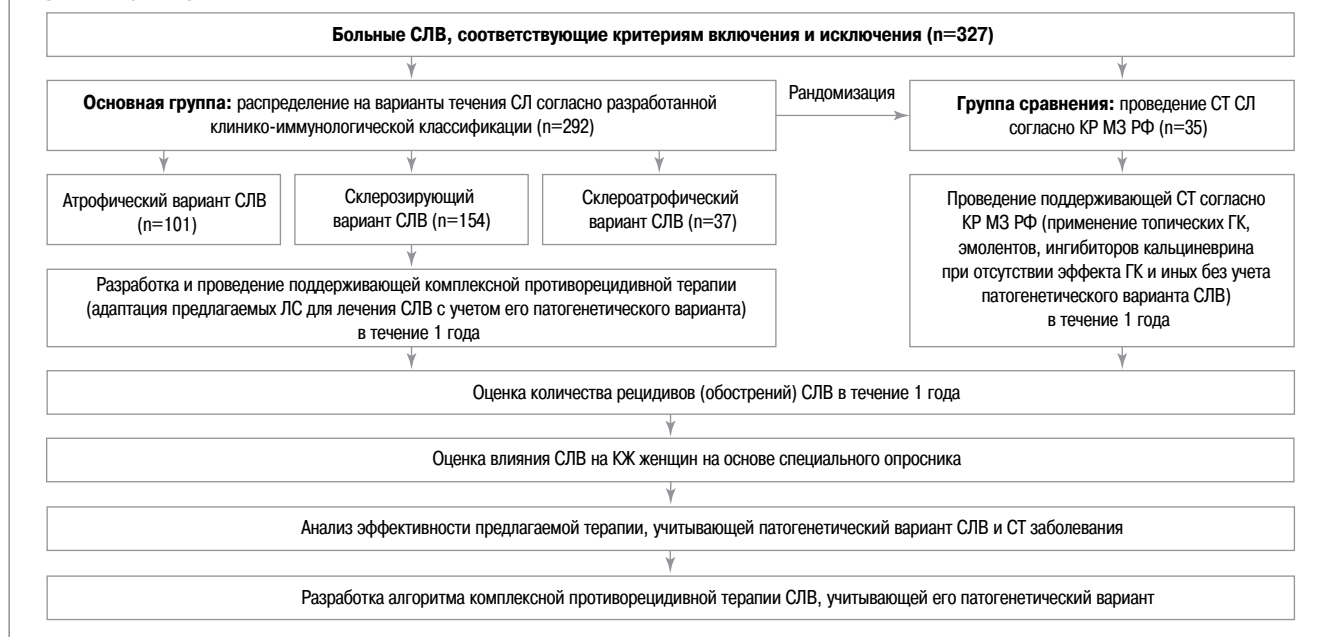 Больные СЛВ, соответствующие критериям включения и исключения (n=327)
Основная группа: распределение на варианты течения СЛ согласно разработанной
клинико-иммунологической классификации (n=292)
Рандомизация
Группа сравнения: проведение СТ СЛ
согласно КР МЗ РФ (n=35)
Атрофический вариант СЛВ
(n=101)
Склерозирующий
вариант СЛВ (n=154)
Склероатрофический
вариант СЛВ (n=37)
Проведение поддерживающей СТ согласно
КР МЗ РФ (применение топических ГК,
эмолентов, ингибиторов кальциневрина
при отсутствии эффекта ГК и иных без учета
патогенетического варианта СЛВ)
в течение 1 года
Разработка и проведение поддерживающей комплексной противорецидивной терапии
(адаптация предлагаемых ЛС для лечения СЛВ с учетом его патогенетического варианта)
в течение 1 года
Оценка количества рецидивов (обострений) СЛВ в течение 1 года
Оценка влияния СЛВ на КЖ женщин на основе специального опросника
Анализ эффективности предлагаемой терапии, учитывающей патогенетический вариант СЛВ и СТ заболевания
Разработка алгоритма комплексной противорецидивной терапии СЛВ, учитывающей его патогенетический вариант